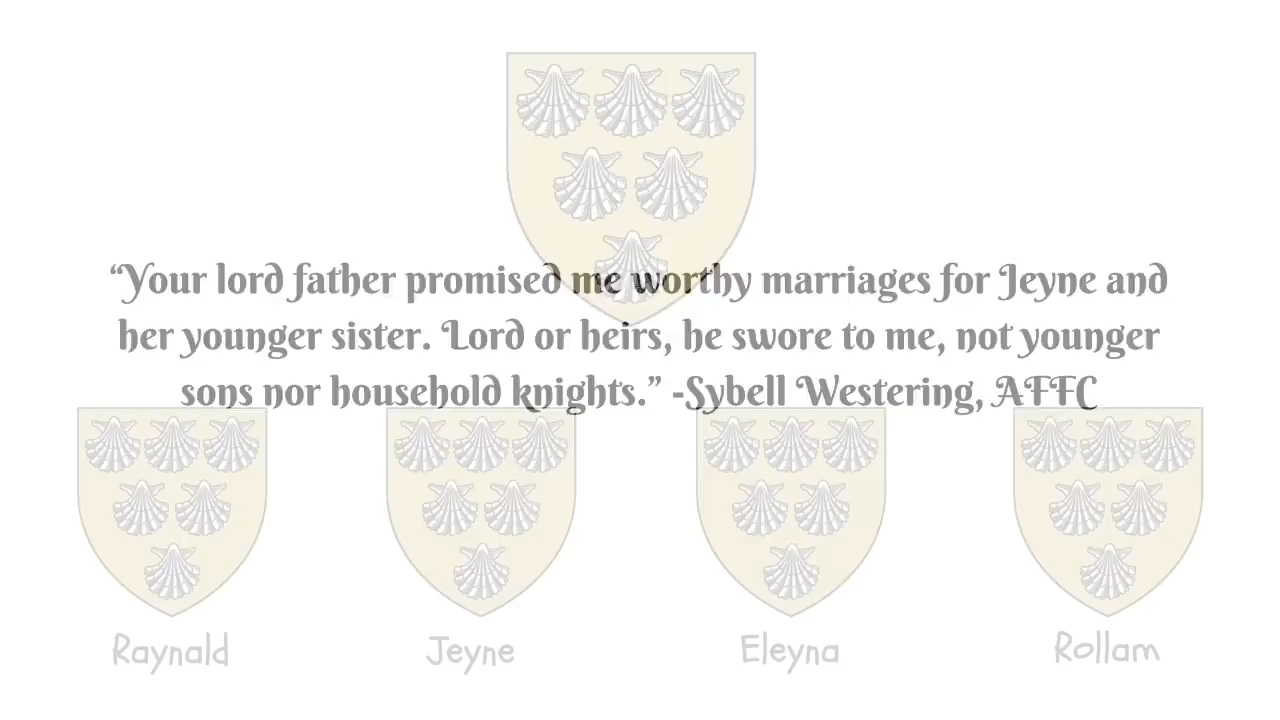 “Your lord father promised me worthy marriages for Jeyne and
her younger sister. Lord or heirs, he swore to me, not younger
sons nor household knights.” -Sybell Westering, AFFC
Raynald Jeyne Eleyna Rollam